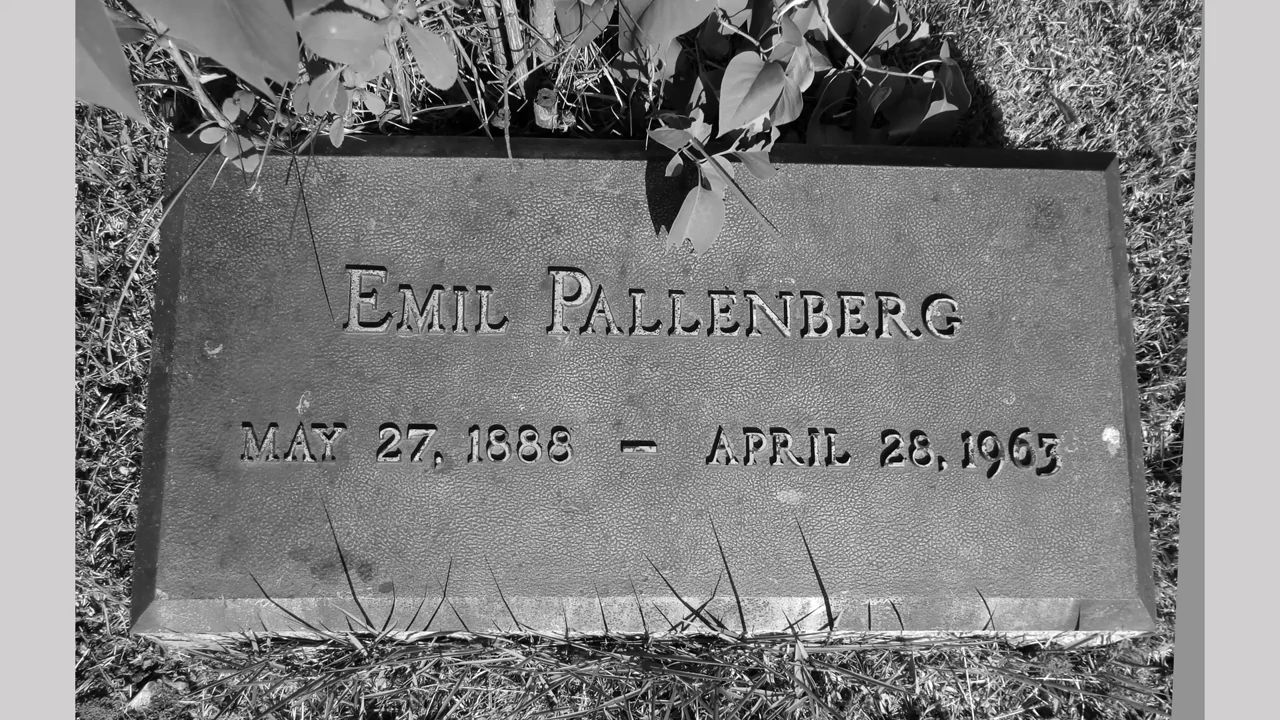 EMIL PALLENBERG
MAY 27, 1888 – APRIL 28, 1963